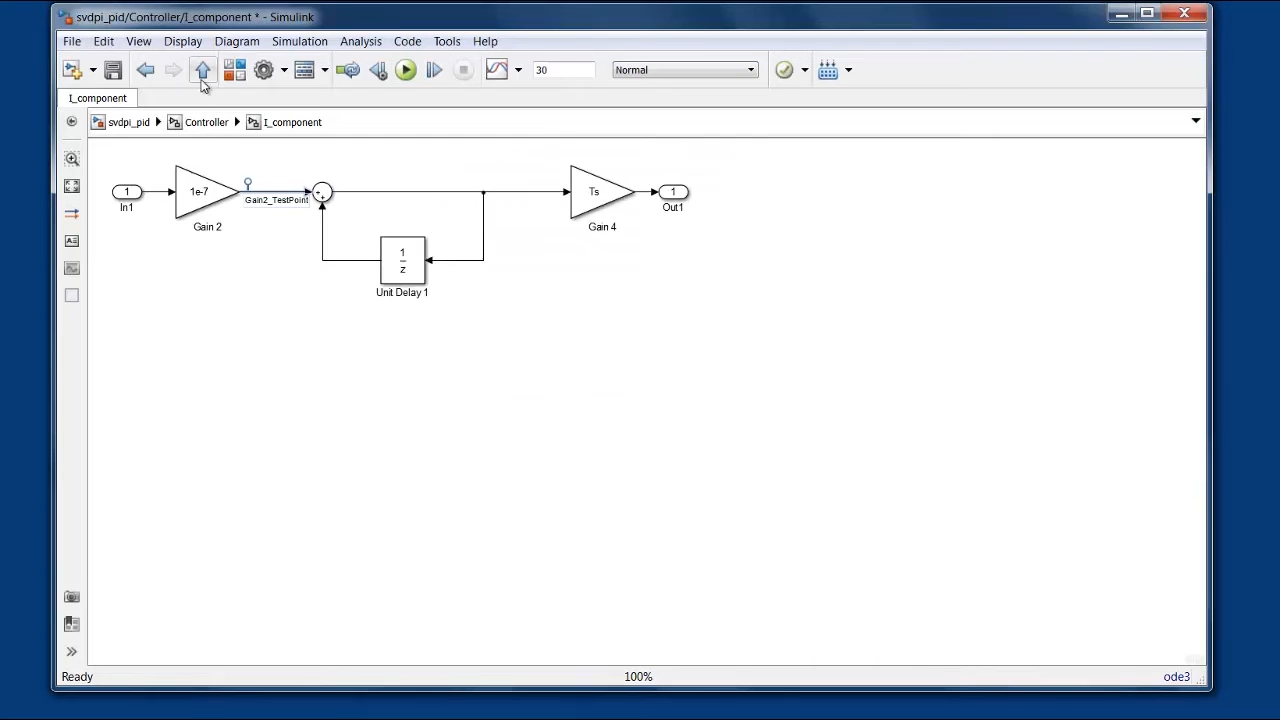 svdpi_pid/Controller/I_component * - Simulink
File Edit View Display Diagram Simulation Analysis Code Tools Help
30 Normal
I_component
svdpi_pid Controller I_component
1 1e-7 Ts 1
In1 Gain2_TestPoint Out1
Gain 2 Gain 4
1
z
Unit Delay 1
Ready 100% ode3